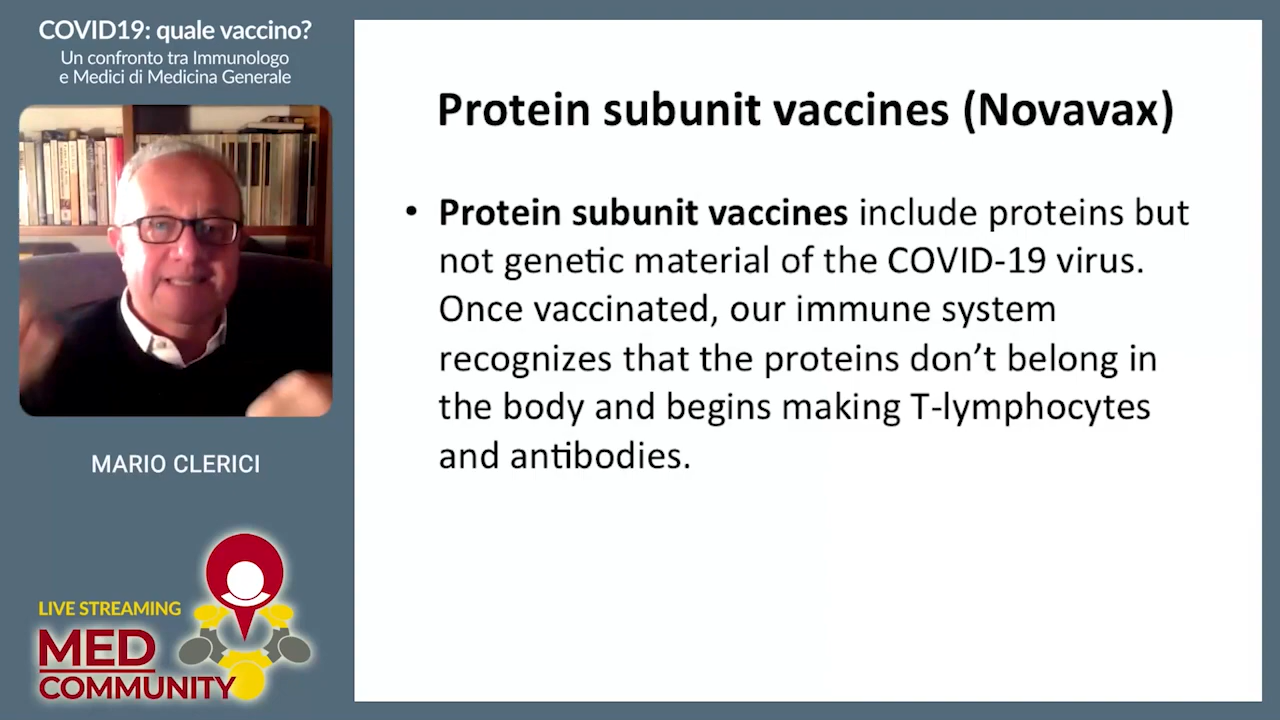 COVID19: quale vaccino?
Un confronto tra Immunologo
e Medici di Medicina Generale
MARIO CLERICI
LIVE STREAMING
MED
COMMUNITY
Protein subunit vaccines (Novavax)
• Protein subunit vaccines include proteins but
not genetic material of the COVID-19 virus.
Once vaccinated, our immune system
recognizes that the proteins don’t belong in
the body and begins making T-lymphocytes
and antibodies.